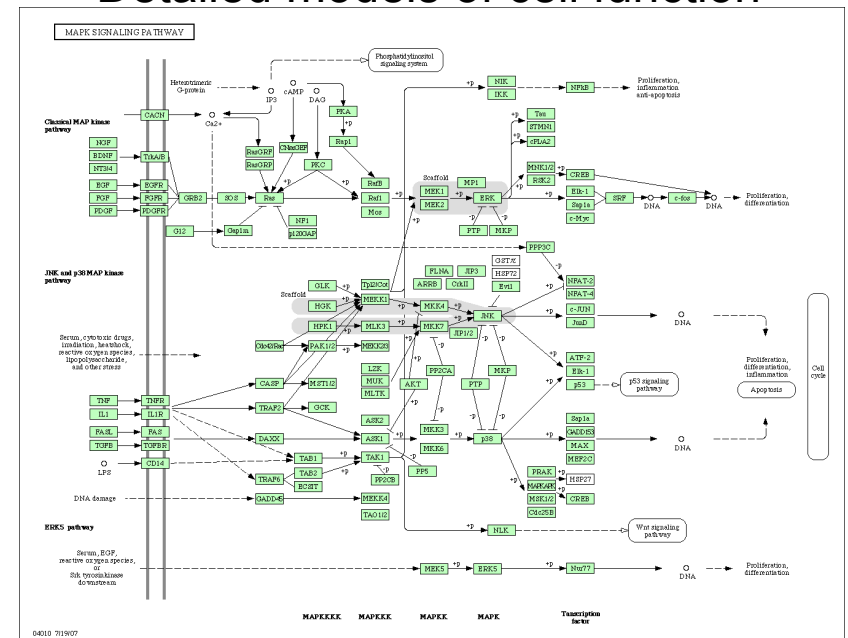 Detailed models of cell function
MAPK SIGNALING PATHWAY
Phosphatidylinositol
signaling system
Heterotrimeric
G-protein
IP3
cAMP
DAG
NIK
IKK
+p
NFkB
Proliferation,
inflammation
anti-apoptosis
Classical MAP kinase
pathway
CACN
Ca2+
PKA
+p
Rap1
Tau
STMN1
cPLA2
+p
+p
NGF
BDNF
NT3/4
TrkA/B
RasGRF
RasGRP
CNasGEF
PKC
RafB
Raf1
Mos
+p
+p
Scaffold
MEK1
MEK2
MP1
ERK
+p
MNK1/2
RSK2
+p
CREB
Elk-1
Sap1a
c-Myc
+p
SRF
DNA
c-fos
DNA
Proliferation,
differentiation
EGF
FGF
PDGF
EGFR
FGFR
PDGFR
GRB2
SOS
Ras
G12
Gap1m
NF1
p120GAP
-p
-p
PTP
MKP
PPP3C
-p
JNK and p38 MAP kinase
pathway
Scaffold
GLK
HGK
HPK1
Tpl2/Cot
MEKK1
MLK3
MEKK2/3
FLNA
JIP3
ARRB
CrkII
GSTπ
HSP72
Evi1
MKK4
MKK7
JNK
JIP1/2
NFAT-2
NFAT-4
c-JUN
JunD
DNA
Serum, cytotoxic drugs,
irradiation, heatshock,
reactive oxygen species,
lipopolysaccharide,
and other stress
Cdc42/Rac
PAK1/2
LZK
MUK
MLTK
AKT
PP2CA
PTP
MKP
ATF-2
Elk-1
p53
p53 signaling
pathway
Proliferation,
differentiation,
inflammation
Apoptosis
Cell
cycle
CASP
MST1/2
TNF
IL1
FASL
TGFB
TNFR
IL1R
FAS
TGFBR
TRAF2
GCK
DAXX
ASK2
ASK1
MKK3
MKK6
p38
Sap1a
GADD153
MAX
MEF2C
DNA
LPS
CD14
TAB1
TAB2
ECSIT
TRAF6
TAK1
PP2CB
PP5
PRAK
MAPKAPK
MSK1/2
Cdc25B
HSP27
CREB
DNA damage
GADD45
MEKK4
TAO1/2
ERK5 pathway
+p
NLK
Wnt signaling
pathway
Serum, EGF,
reactive oxygen species,
or
Srk tyrosinkinase
downstream
MEK5
+p
ERK5
+p
Nur77
DNA
Proliferation,
differentiation
MAPKKKK
MAPKKK
MAPKK
MAPK
Transcription
factor
04010 7/19/07